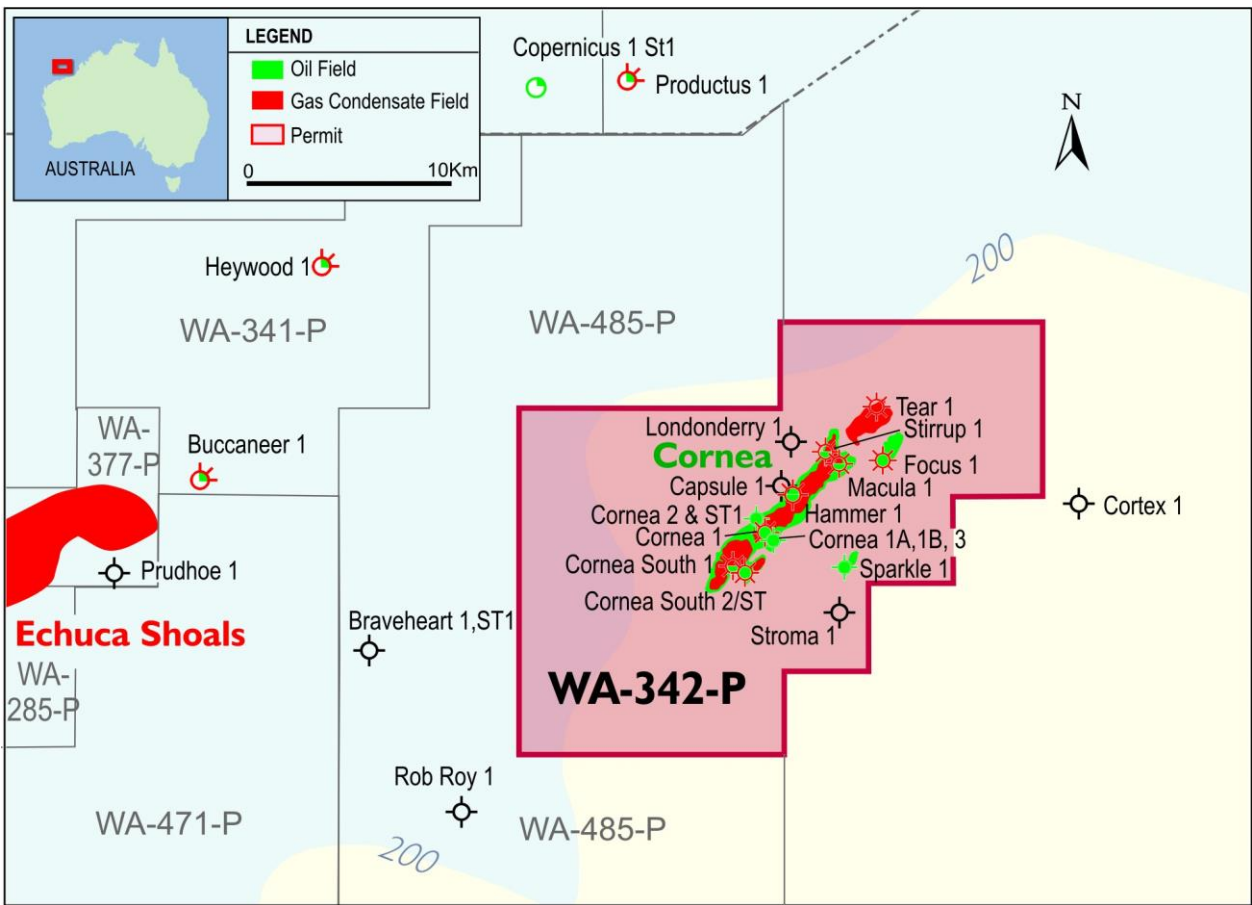 LEGEND
Oil Field
Gas Condensate Field
Permit
0 10Km
AUSTRALIA
Copernicus 1 St1
Productus 1
N
200
Heywood 1
WA-341-P
WA-485-P
WA-
377-P
Buccaneer 1
Londonderry 1
Tear 1
Stirrup 1
Cornea
Focus 1
Capsule 1
Macula 1
Cornea 2 & ST1
Hammer 1
Cortex 1
Cornea 1
Cornea 1A,1B, 3
Cornea South 1
Sparkle 1
Prudhoe 1
Cornea South 2/ST
Echuca Shoals
Braveheart 1,ST1
Stroma 1
WA-
285-P
WA-342-P
Rob Roy 1
WA-471-P
WA-485-P
200